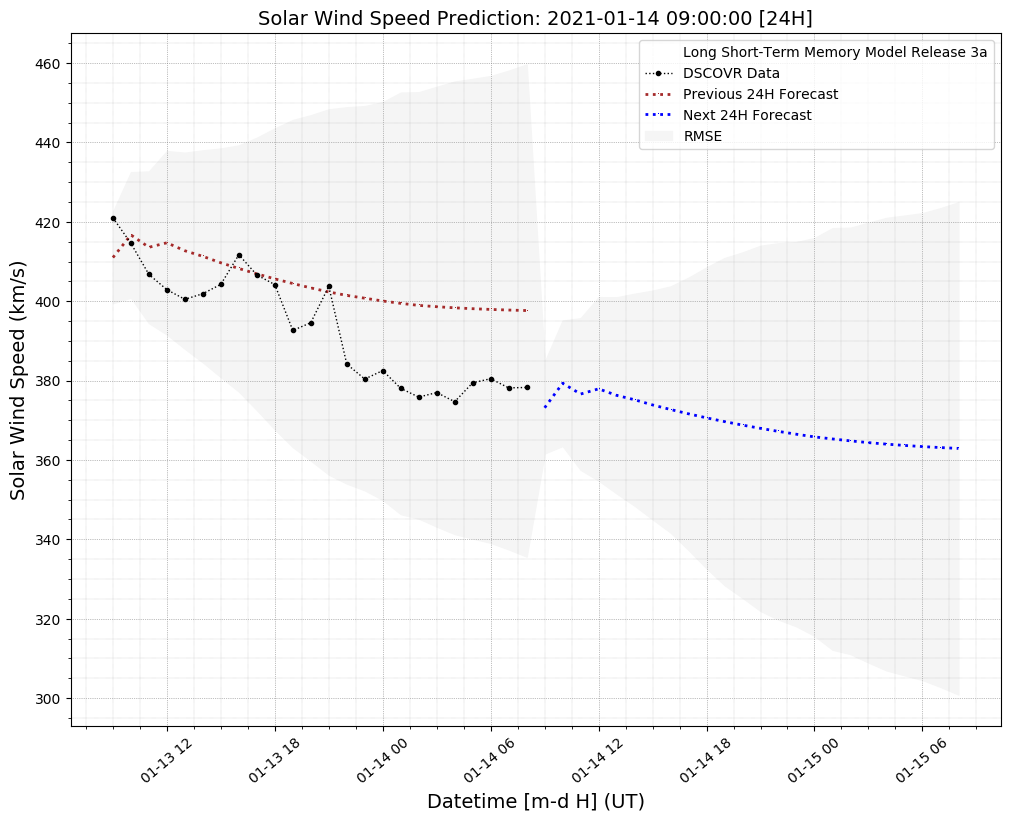 Solar Wind Speed Prediction: 2021-01-14 09:00:00 [24H]
Long Short-Term Memory Model Release 3a
DSCOVR Data
Previous 24H Forecast
Next 24H Forecast
RMSE
Solar Wind Speed (km/s)
460
440
420
400
380
360
340
320
300
01-13 12
01-13 18
01-14 00
01-14 06
01-14 12
01-14 18
01-15 00
01-15 06
Datetime [m-d H] (UT)